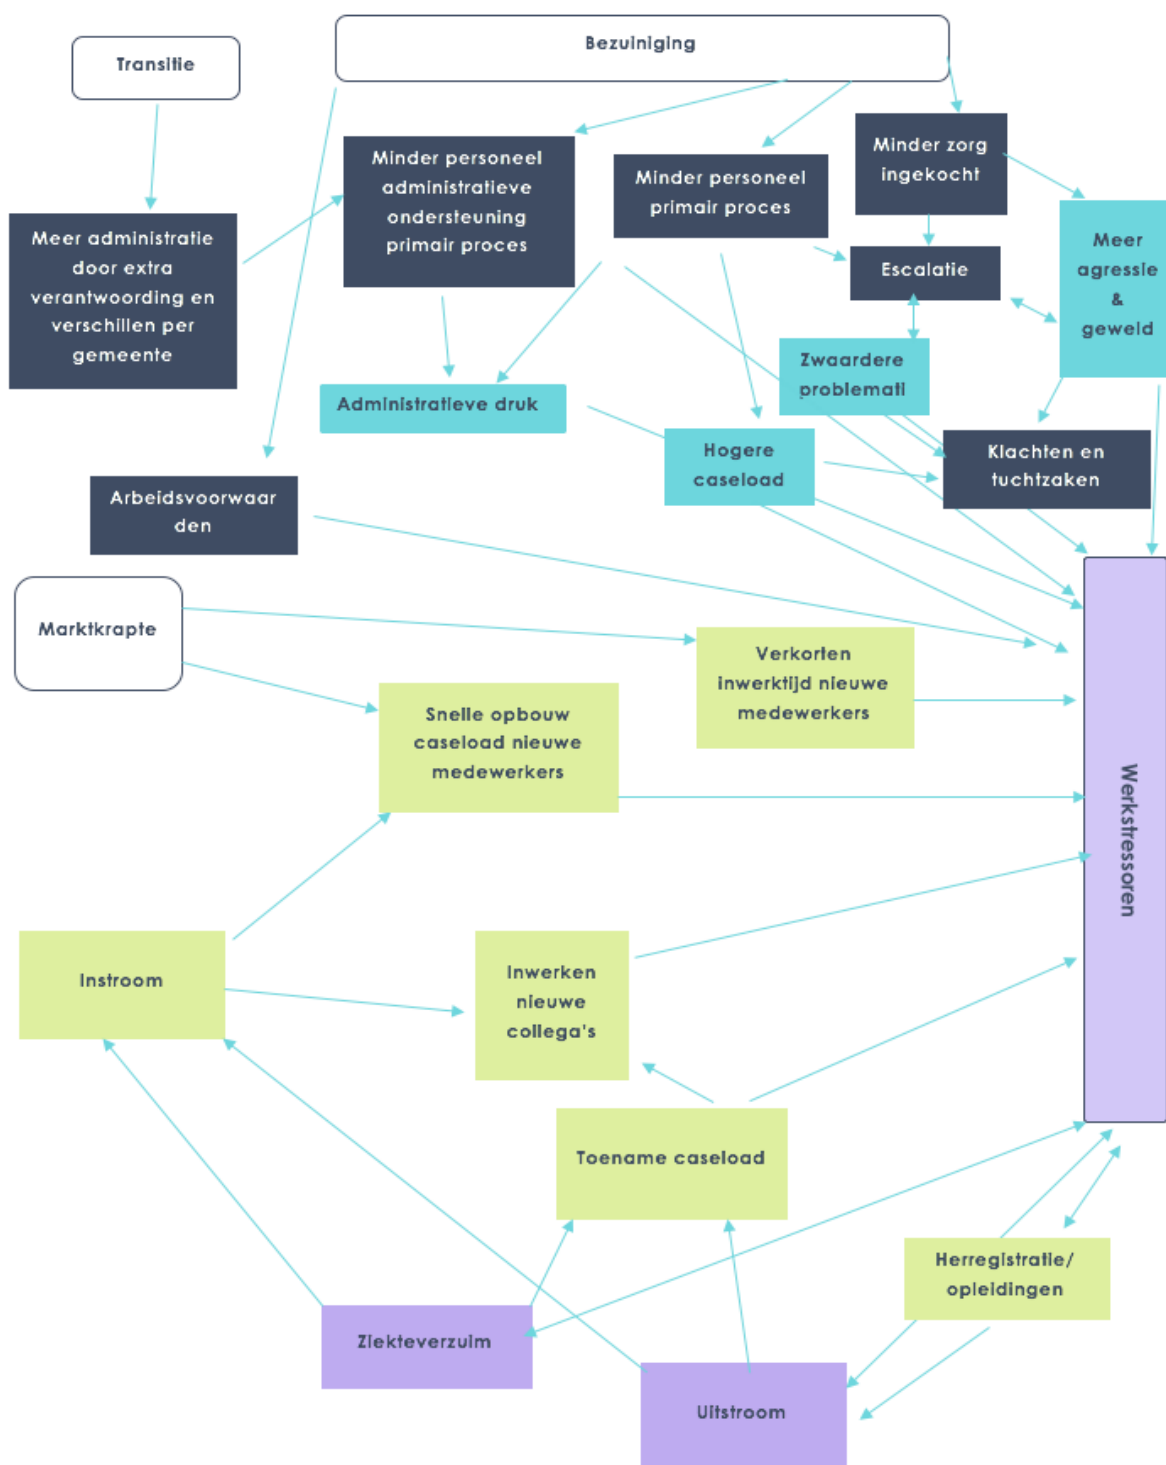 Transitie
Bezuiniging
Meer administratie
door extra
verantwoording en
verschillen per
gemeente
Minder personeel
administratieve
ondersteuning
primair proces
Minder personeel
primair proces
Minder zorg
ingekocht
Escalatie
Meer
agressie
&
geweld
Administratieve druk
Zwaardere
problemati
Hogere
caseload
Klachten en
tuchtzaken
Arbeidsvoorwaar
den
Marktkrapte
Verkorten
inwerktijd nieuwe
medewerkers
Snelle opbouw
caseload nieuwe
medewerkers
Werkstressoren
Instroom
Inwerken
nieuwe
collega's
Toename caseload
Herregistratie/
opleidingen
Ziekteverzuim
Uitstroom